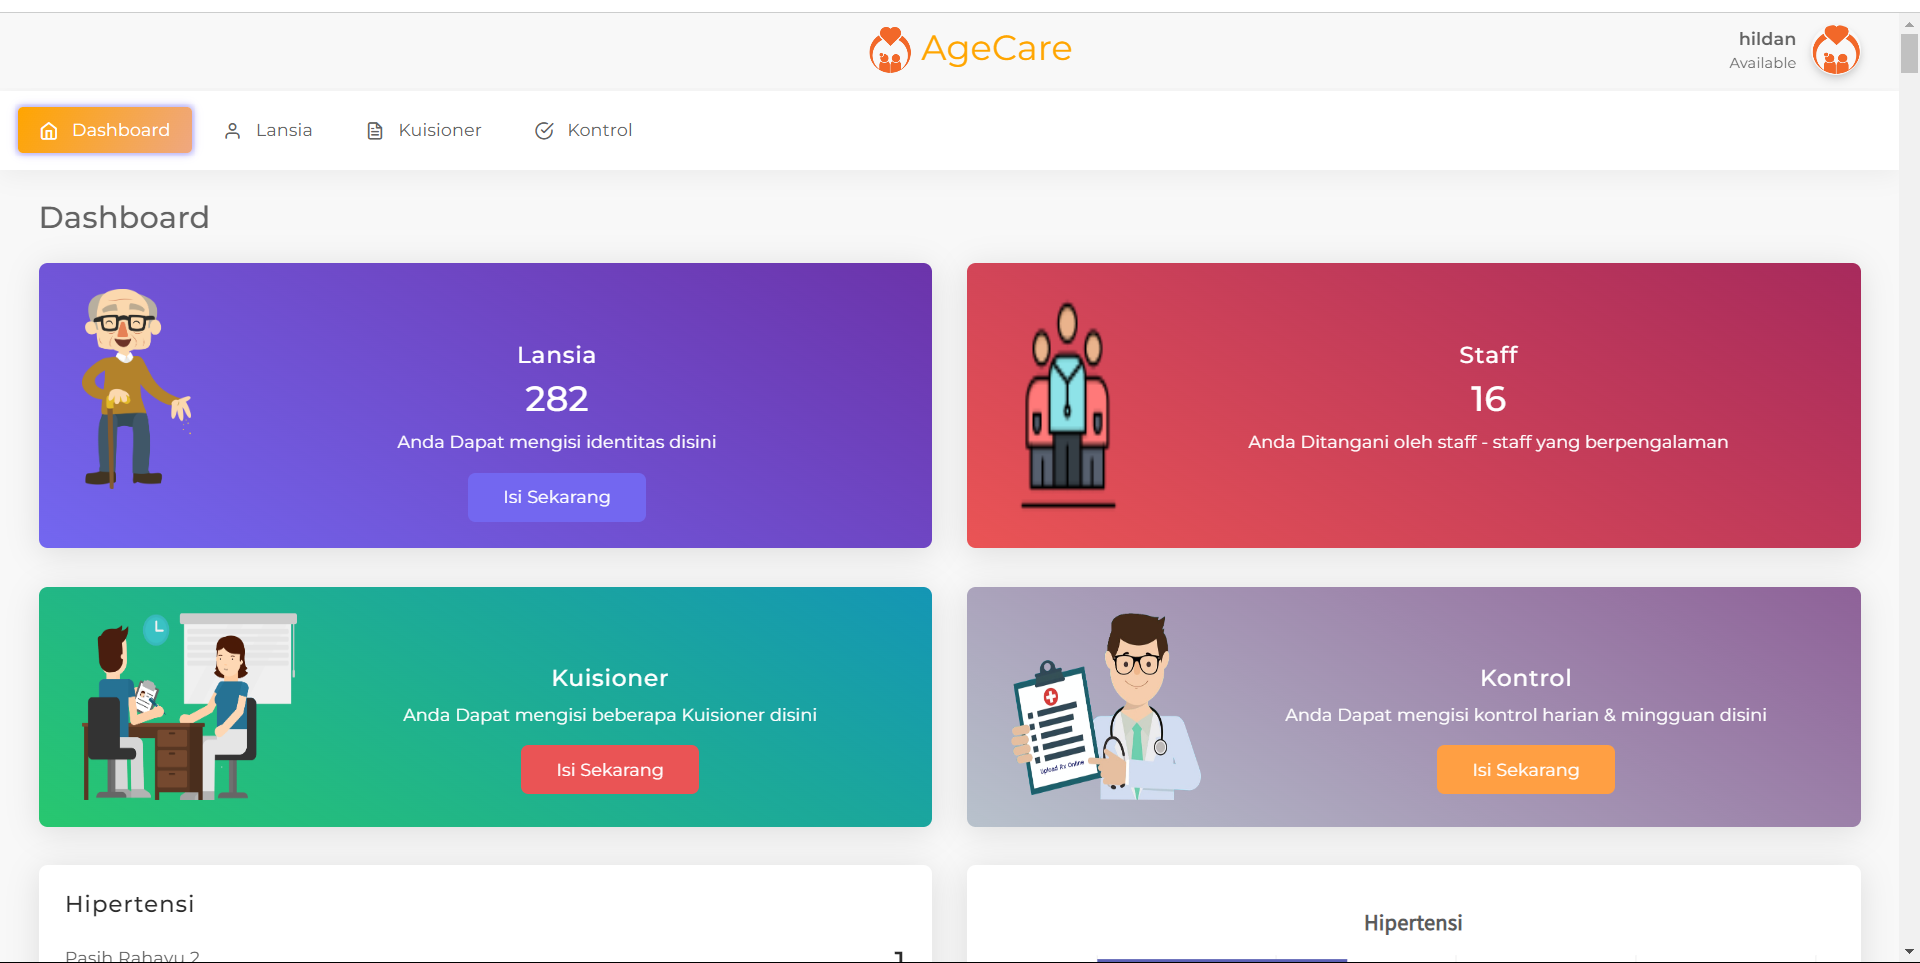 AgeCare
hildan
Available
Dashboard
Lansia
Kuisioner
Kontrol
Dashboard
Lansia
282
Anda Dapat mengisi identitas disini
Isi Sekarang
Staff
16
Anda Ditangani oleh staff - staff yang berpengalaman
Kuisioner
Anda Dapat mengisi beberapa Kuisioner disini
Isi Sekarang
Upload Rx Online
Kontrol
Anda Dapat mengisi kontrol harian & mingguan disini
Isi Sekarang
Hipertensi
Pasih Rahayu 2
1
Hipertensi